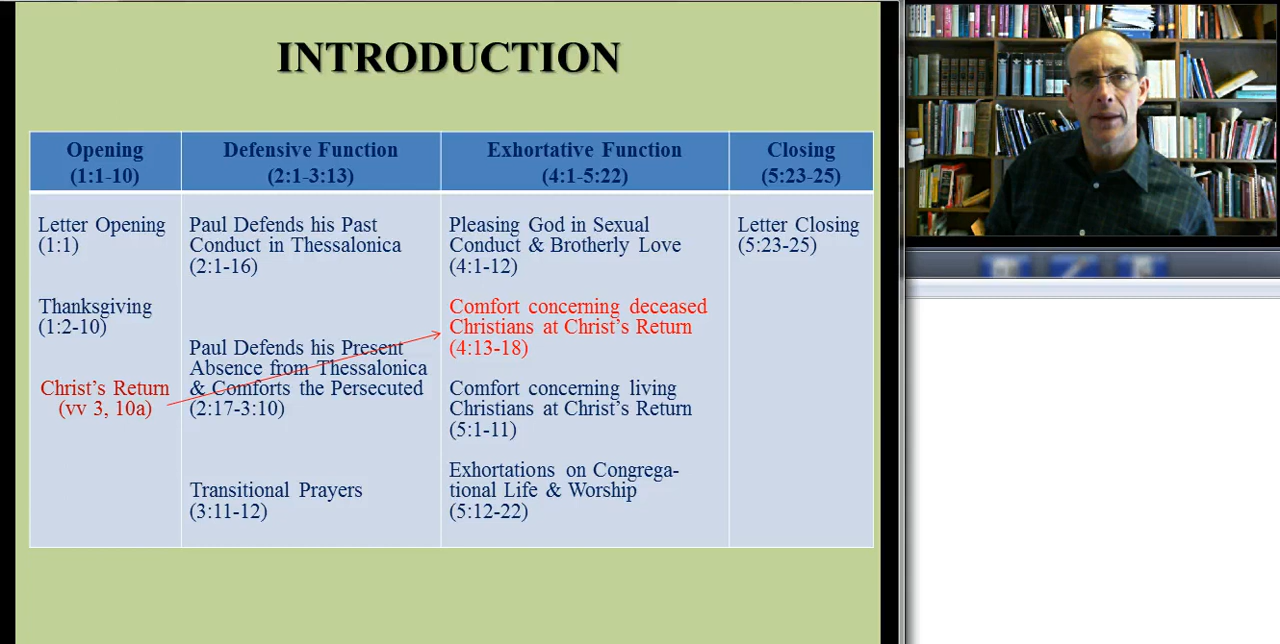 INTRODUCTION
Opening
(1:1-10)
Defensive Function
(2:1-3:13)
Exhortative Function
(4:1-5:22)
Closing
(5:23-25)
Letter Opening
(1:1)
Thanksgiving
(1:2-10)
Christ's Return
(vv 3, 10a)
Paul Defends his Past
Conduct in Thessalonica
(2:1-16)
Paul Defends his Present
Absence from Thessalonica
& Comforts the Persecuted
(2:17-3:10)
Transitional Prayers
(3:11-12)
Pleasing God in Sexual
Conduct & Brotherly Love
(4:1-12)
Comfort concerning deceased
Christians at Christ's Return
(4:13-18)
Comfort concerning living
Christians at Christ's Return
(5:1-11)
Exhortations on Congrega-
tional Life & Worship
(5:12-22)
Letter Closing
(5:23-25)